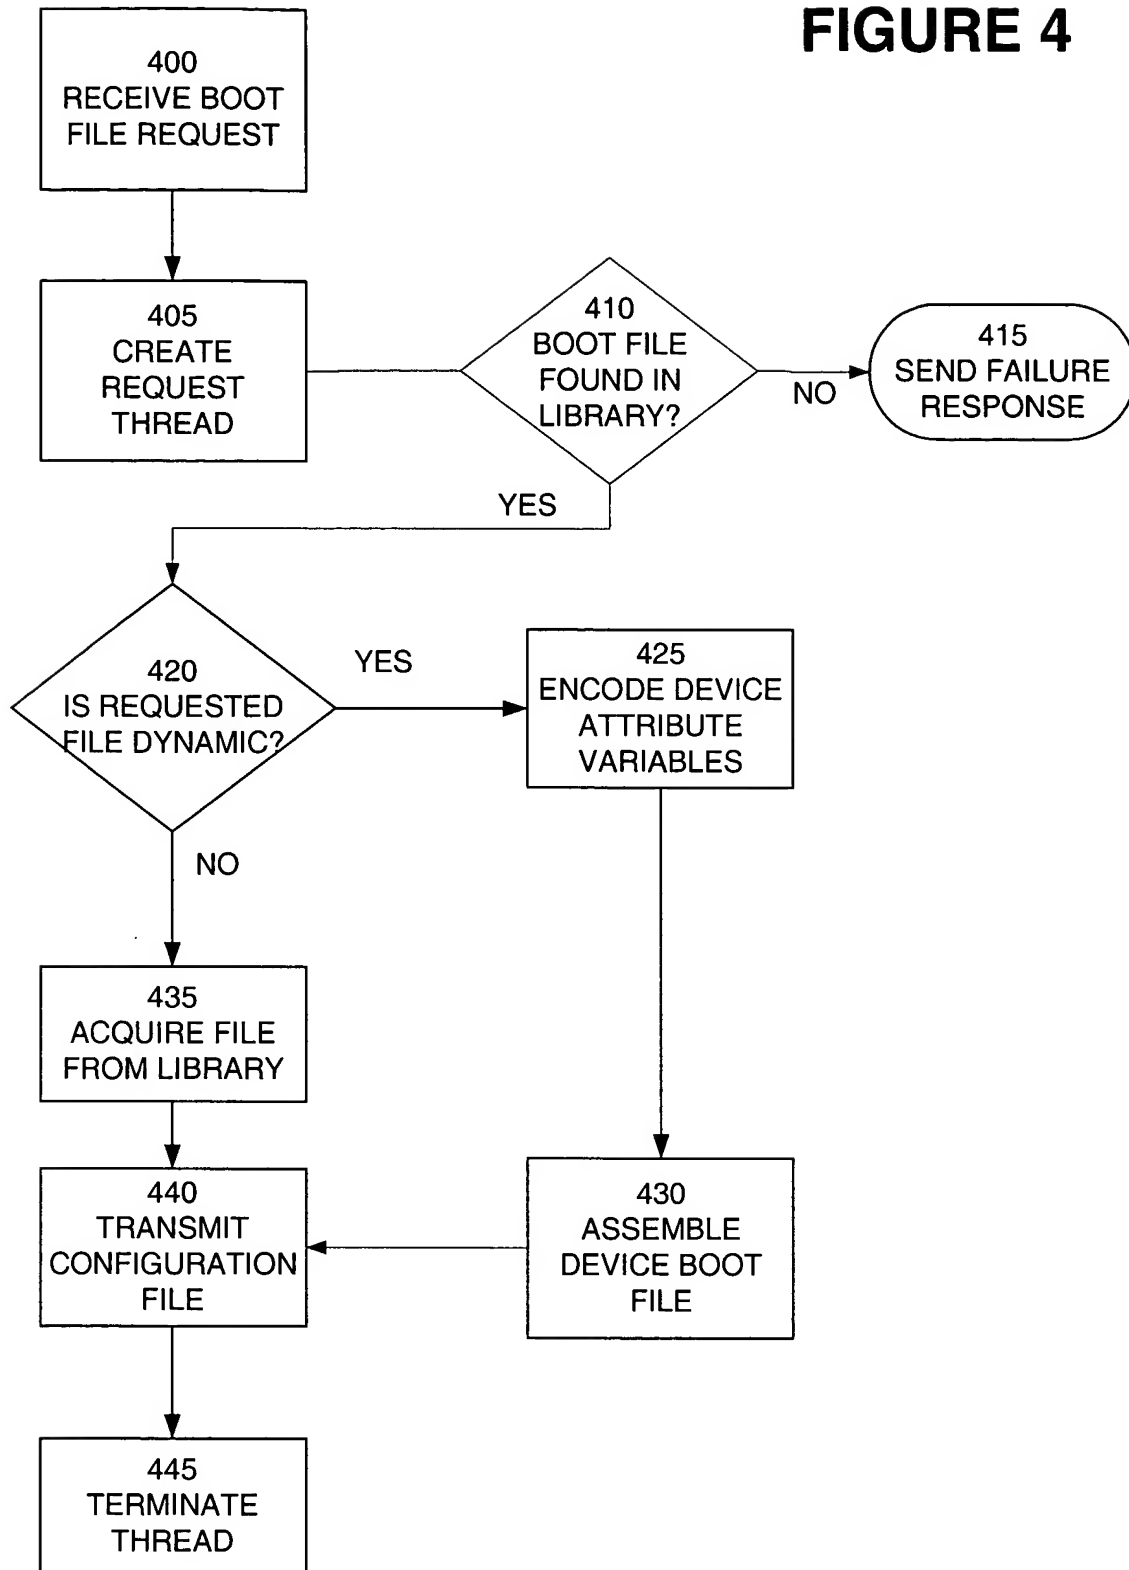 FIGURE 4
400
RECEIVE BOOT
FILE REQUEST
405
CREATE
REQUEST
THREAD
410
BOOT FILE
FOUND IN
LIBRARY?
NO
415
SEND FAILURE
RESPONSE
YES
420
IS REQUESTED
FILE DYNAMIC?
YES
425
ENCODE DEVICE
ATTRIBUTE
VARIABLES
NO
435
ACQUIRE FILE
FROM LIBRARY
440
TRANSMIT
CONFIGURATION
FILE
430
ASSEMBLE
DEVICE BOOT
FILE
445
TERMINATE
THREAD